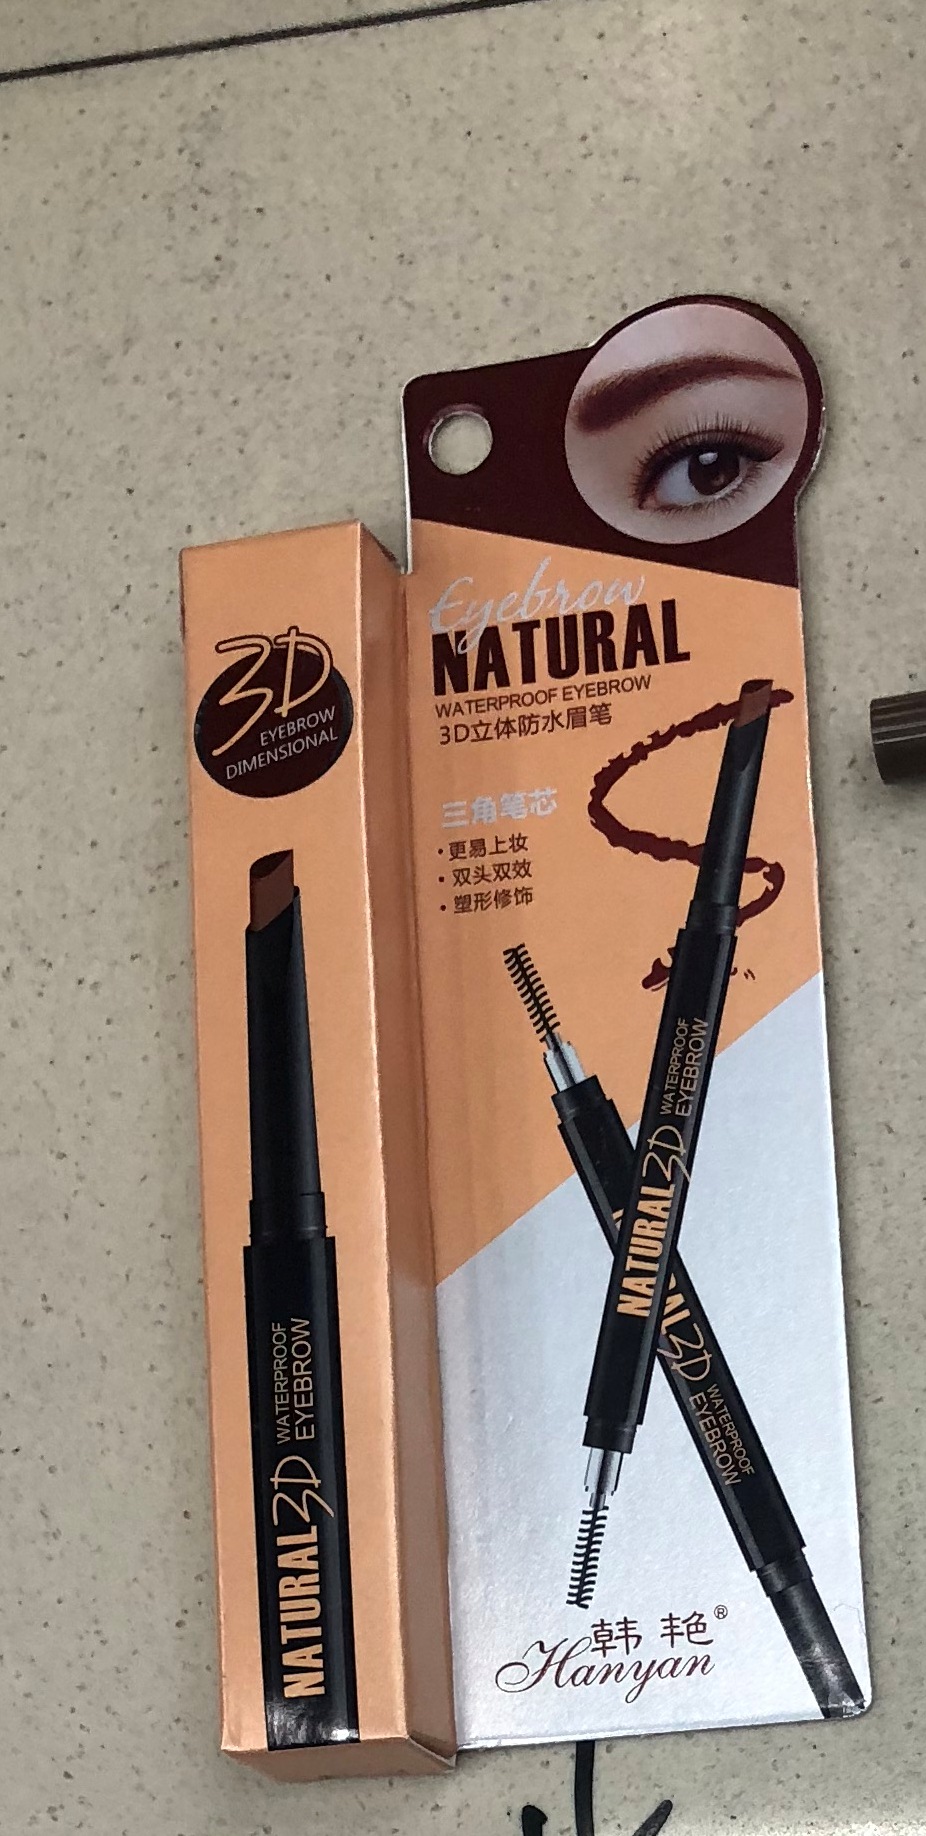 3D
EYEBROW
DIMENSIONAL
NATURAL 3D WATERPROOF
EYEBROW
Eyebrow
NATURAL
WATERPROOF EYEBROW
3D立体防水眉笔
三角笔芯
·更易上妆
·双头双效
·塑形修饰
NATURAL 3D WATERPROOF
EYEBROW
3D WATERPROOF
EYEBROW
韩艳®
Hanyan